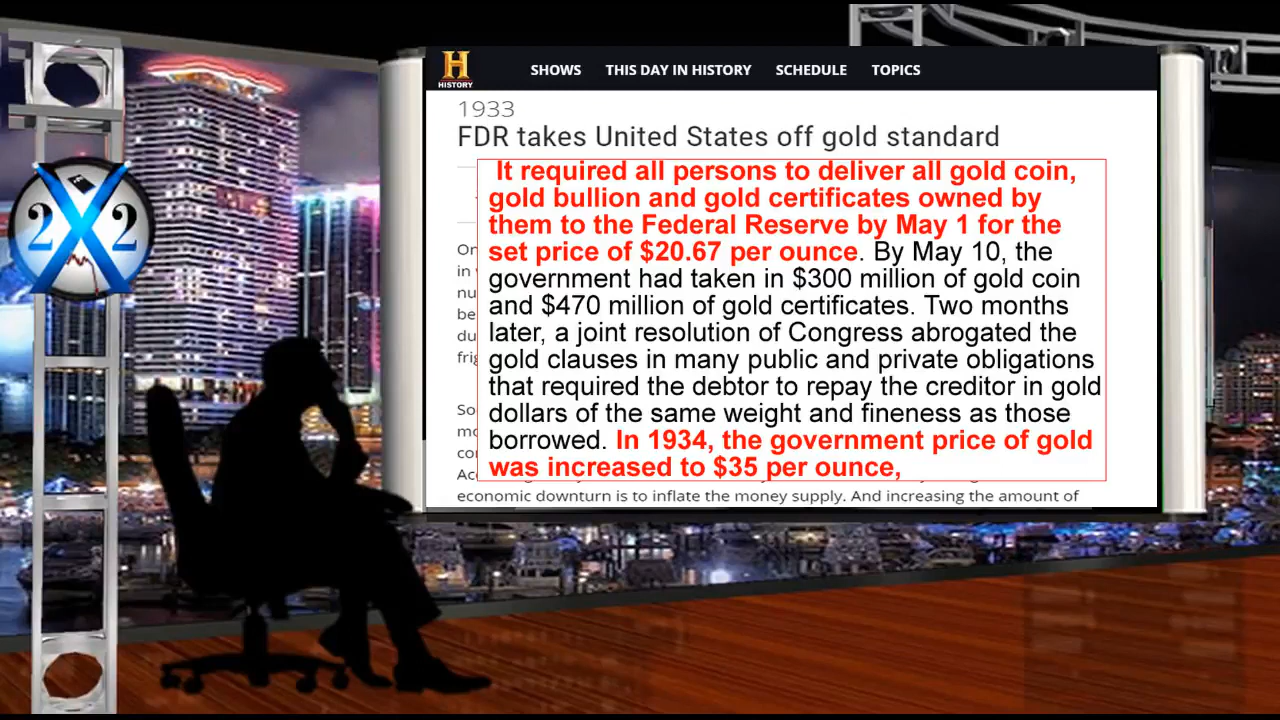 HISTORY
SHOWS THIS DAY IN HISTORY SCHEDULE TOPICS
1933
FDR takes United States off gold standard
It required all persons to deliver all gold coin,
gold bullion and gold certificates owned by
them to the Federal Reserve by May 1 for the
set price of $20.67 per ounce. By May 10, the
government had taken in $300 million of gold coin
and $470 million of gold certificates. Two months
later, a joint resolution of Congress abrogated the
gold clauses in many public and private obligations
that required the debtor to repay the creditor in gold
dollars of the same weight and fineness as those
borrowed. In 1934, the government price of gold
was increased to $35 per ounce,
economic downturn is to inflate the money supply. And increasing the amount of
X
2 2